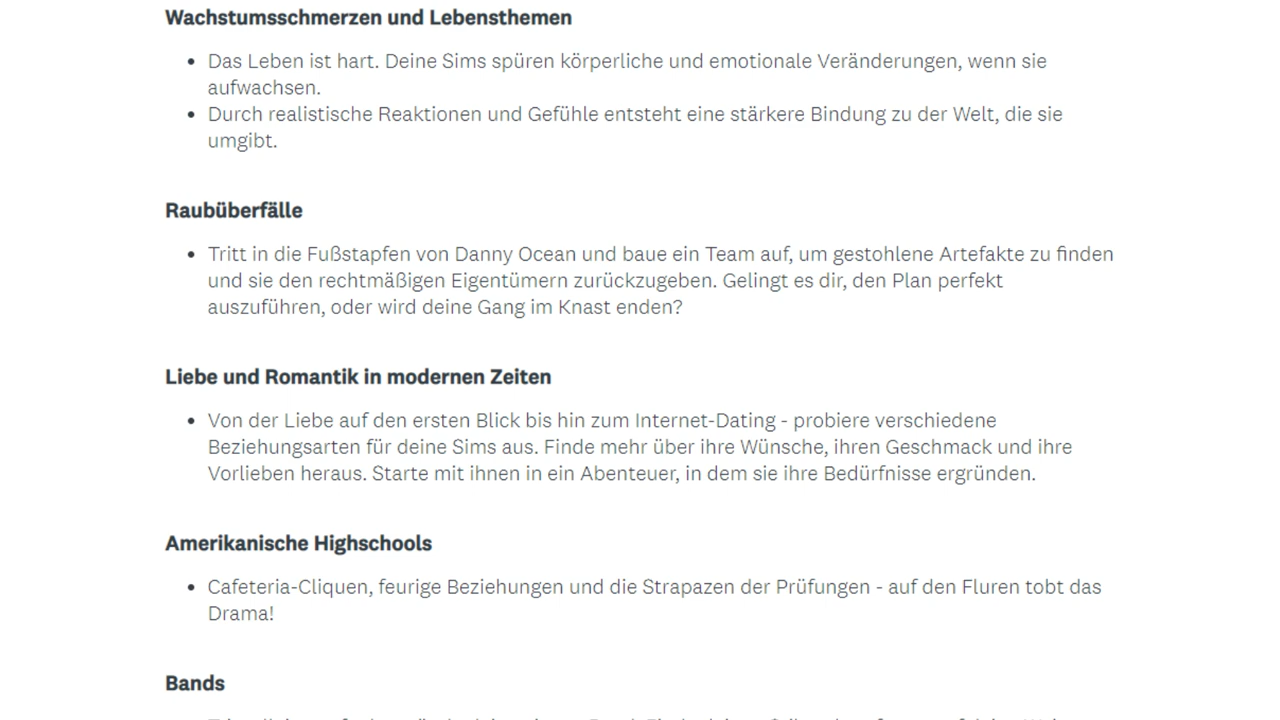 Wachstumsschmerzen und Lebensthemen
• Das Leben ist hart. Deine Sims spüren körperliche und emotionale Veränderungen, wenn sie
aufwachsen.
• Durch realistische Reaktionen und Gefühle entsteht eine stärkere Bindung zu der Welt, die sie
umgibt.
Raubüberfälle
• Tritt in die Fußstapfen von Danny Ocean und baue ein Team auf, um gestohlene Artefakte zu finden
und sie den rechtmäßigen Eigentümern zurückzugeben. Gelingt es dir, den Plan perfekt
auszuführen, oder wird deine Gang im Knast enden?
Liebe und Romantik in modernen Zeiten
• Von der Liebe auf den ersten Blick bis hin zum Internet-Dating - probiere verschiedene
Beziehungsarten für deine Sims aus. Finde mehr über ihre Wünsche, ihren Geschmack und ihre
Vorlieben heraus. Starte mit ihnen in ein Abenteuer, in dem sie ihre Bedürfnisse ergründen.
Amerikanische Highschools
• Cafeteria-Cliquen, feurige Beziehungen und die Strapazen der Prüfungen - auf den Fluren tobt das
Drama!
Bands